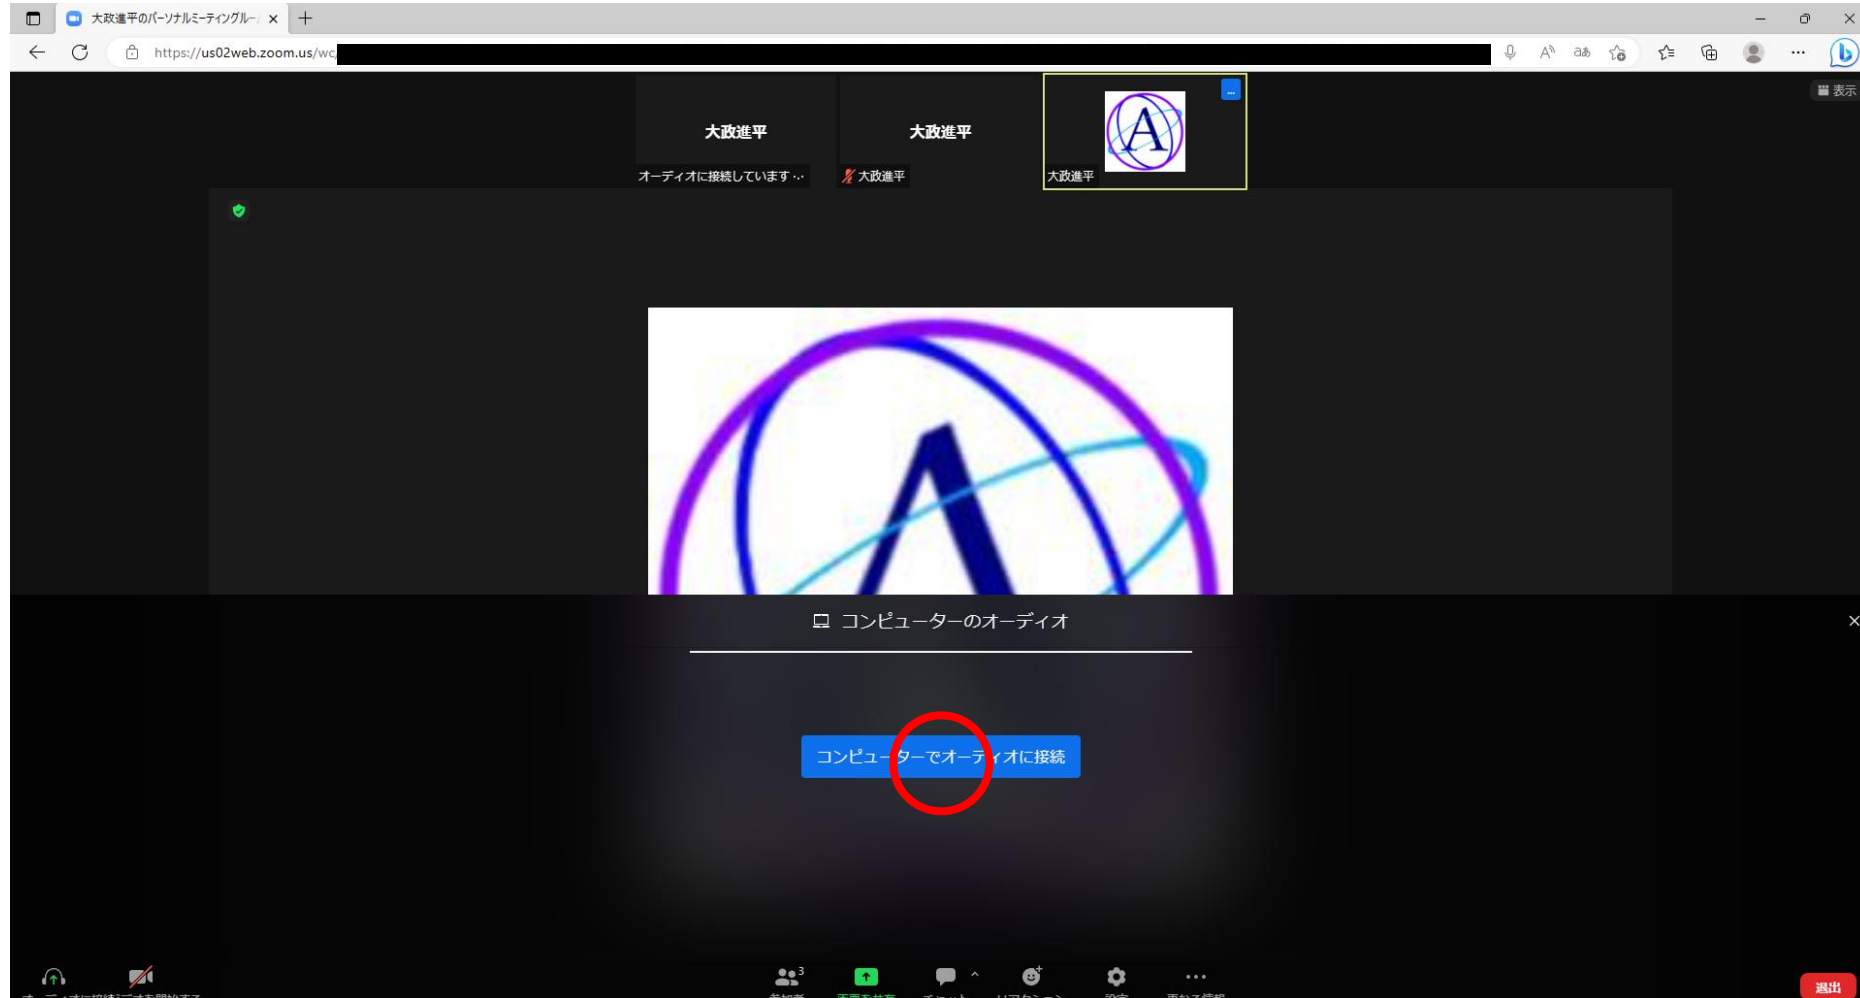 大政進平のパーソナルミーティングルー
https://us02web.zoom.us/wc/
表示
大政進平
大政進平
A
オーディオに接続しています ...
大政進平
大政進平
A
コンピューターのオーディオ
コンピューターでオーディオに接続
3
退出